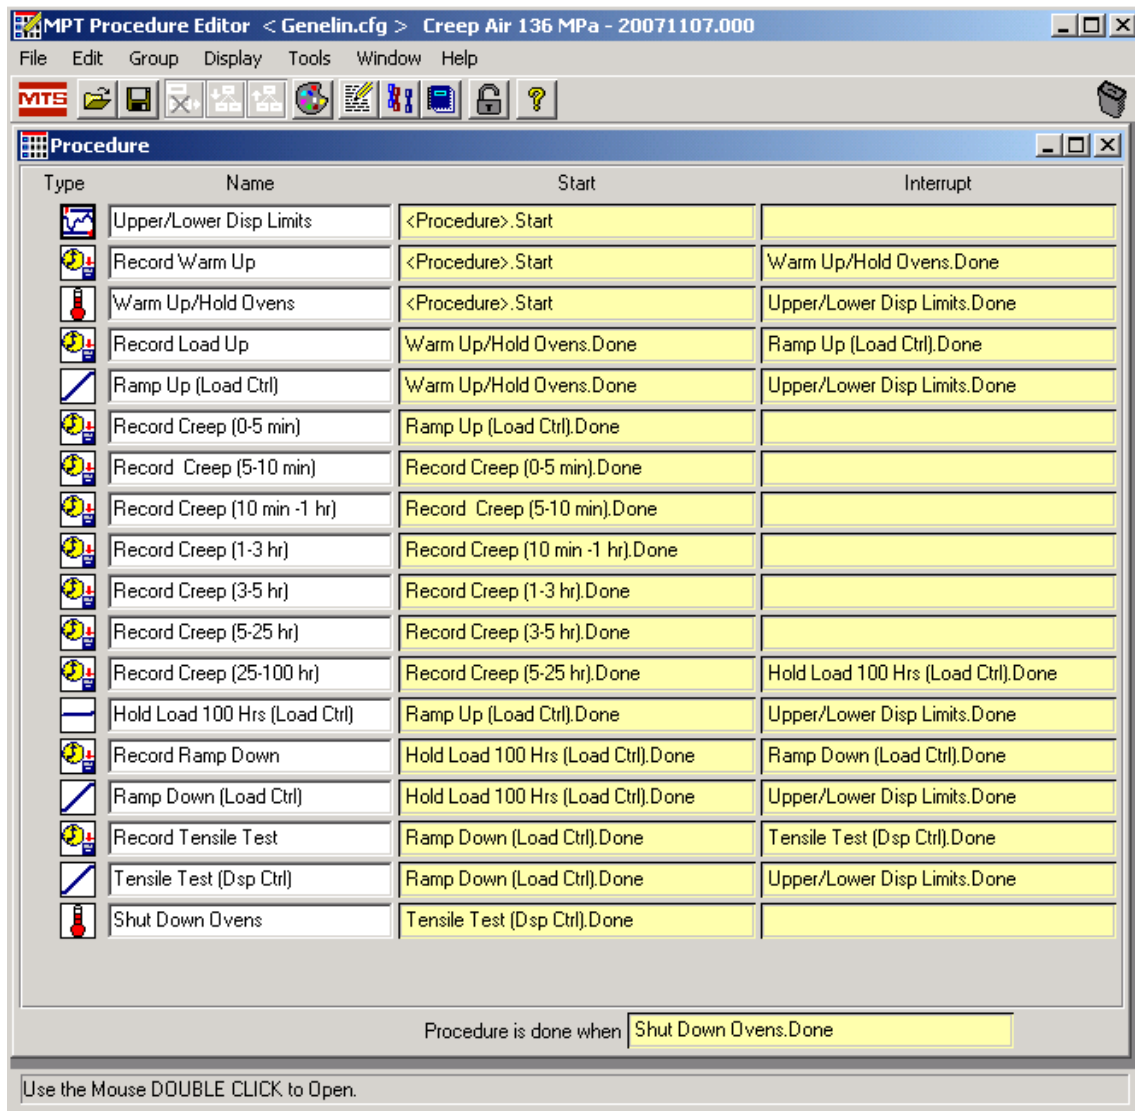 MPT Procedure Editor < Genelin.cfg > Creep Air 136 MPa - 20071107.000
File Edit Group Display Tools Window Help
MTS
Procedure
Type Name Start Interrupt
Upper/Lower Disp Limits <Procedure>.Start
Record Warm Up <Procedure>.Start Warm Up/Hold Ovens.Done
Warm Up/Hold Ovens <Procedure>.Start Upper/Lower Disp Limits.Done
Record Load Up Warm Up/Hold Ovens.Done Ramp Up (Load Ctrl).Done
Ramp Up (Load Ctrl) Warm Up/Hold Ovens.Done Upper/Lower Disp Limits.Done
Record Creep (0-5 min) Ramp Up (Load Ctrl).Done
Record  Creep (5-10 min) Record Creep (0-5 min).Done
Record Creep (10 min -1 hr) Record  Creep (5-10 min).Done
Record Creep (1-3 hr) Record Creep (10 min -1 hr).Done
Record Creep (3-5 hr) Record Creep (1-3 hr).Done
Record Creep (5-25 hr) Record Creep (3-5 hr).Done
Record Creep (25-100 hr) Record Creep (5-25 hr).Done Hold Load 100 Hrs (Load Ctrl).Done
Hold Load 100 Hrs (Load Ctrl) Ramp Up (Load Ctrl).Done Upper/Lower Disp Limits.Done
Record Ramp Down Hold Load 100 Hrs (Load Ctrl).Done Ramp Down (Load Ctrl).Done
Ramp Down (Load Ctrl) Hold Load 100 Hrs (Load Ctrl).Done Upper/Lower Disp Limits.Done
Record Tensile Test Ramp Down (Load Ctrl).Done Tensile Test (Dsp Ctrl).Done
Tensile Test (Dsp Ctrl) Ramp Down (Load Ctrl).Done Upper/Lower Disp Limits.Done
Shut Down Ovens Tensile Test (Dsp Ctrl).Done
Procedure is done when Shut Down Ovens.Done
Use the Mouse DOUBLE CLICK to Open.